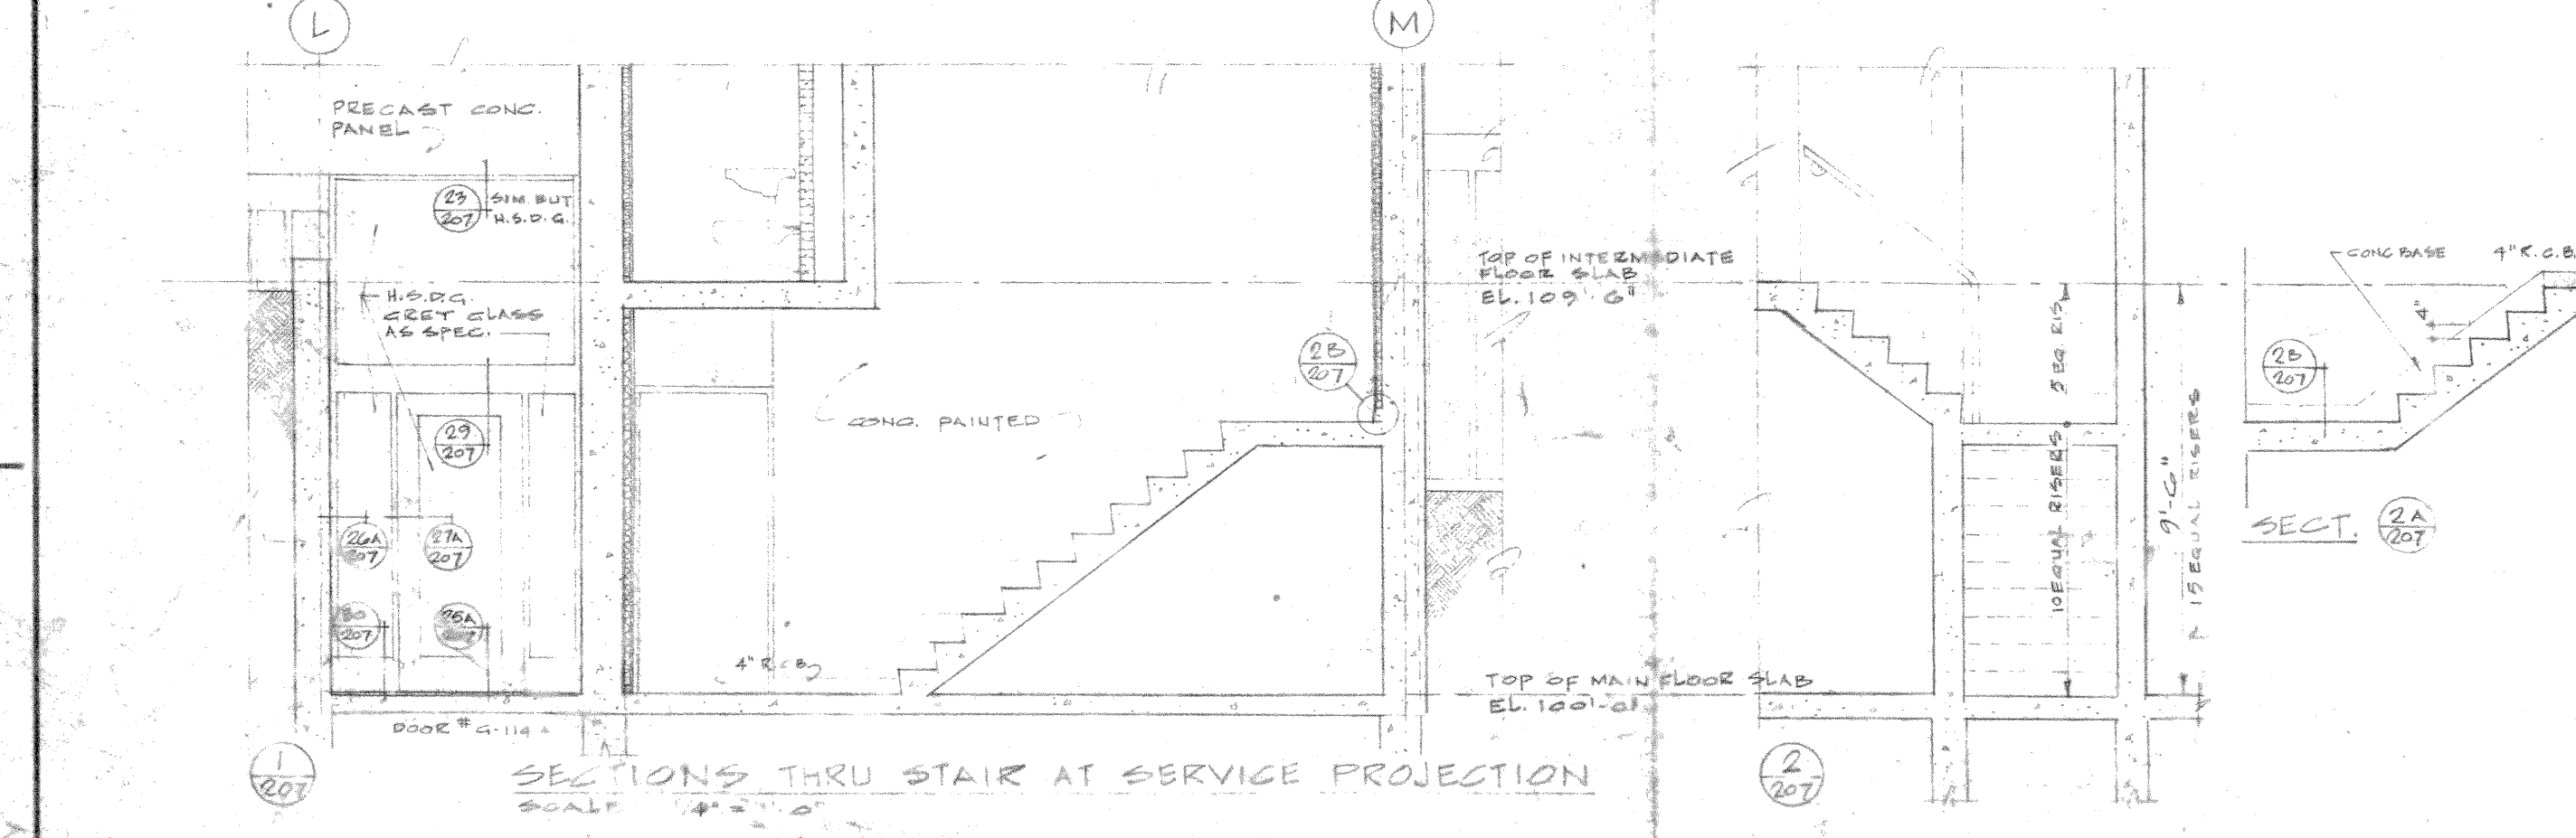 L
M
PRECAST CONC.
PANEL
23
207
SIM. BUT
H.S.D.G.
H.S.D.G.
GREY GLASS
AS SPEC.
29
207
26A
207
27A
207
207
25A
207
DOOR # G-119
4" R.C.B.
CONC. PAINTED
2B
207
TOP OF INTERMEDIATE
FLOOR SLAB
EL. 109'-6"
TOP OF MAIN FLOOR SLAB
EL. 100'-0"
10 EQUAL RISERS
5 EQ. RIS.
9'-6"
15 EQUAL RISERS
CONC BASE
4" R.C.B.
4"
2B
207
SECT.
2A
207
1
207
SECTIONS THRU STAIR AT SERVICE PROJECTION
SCALE
2
207